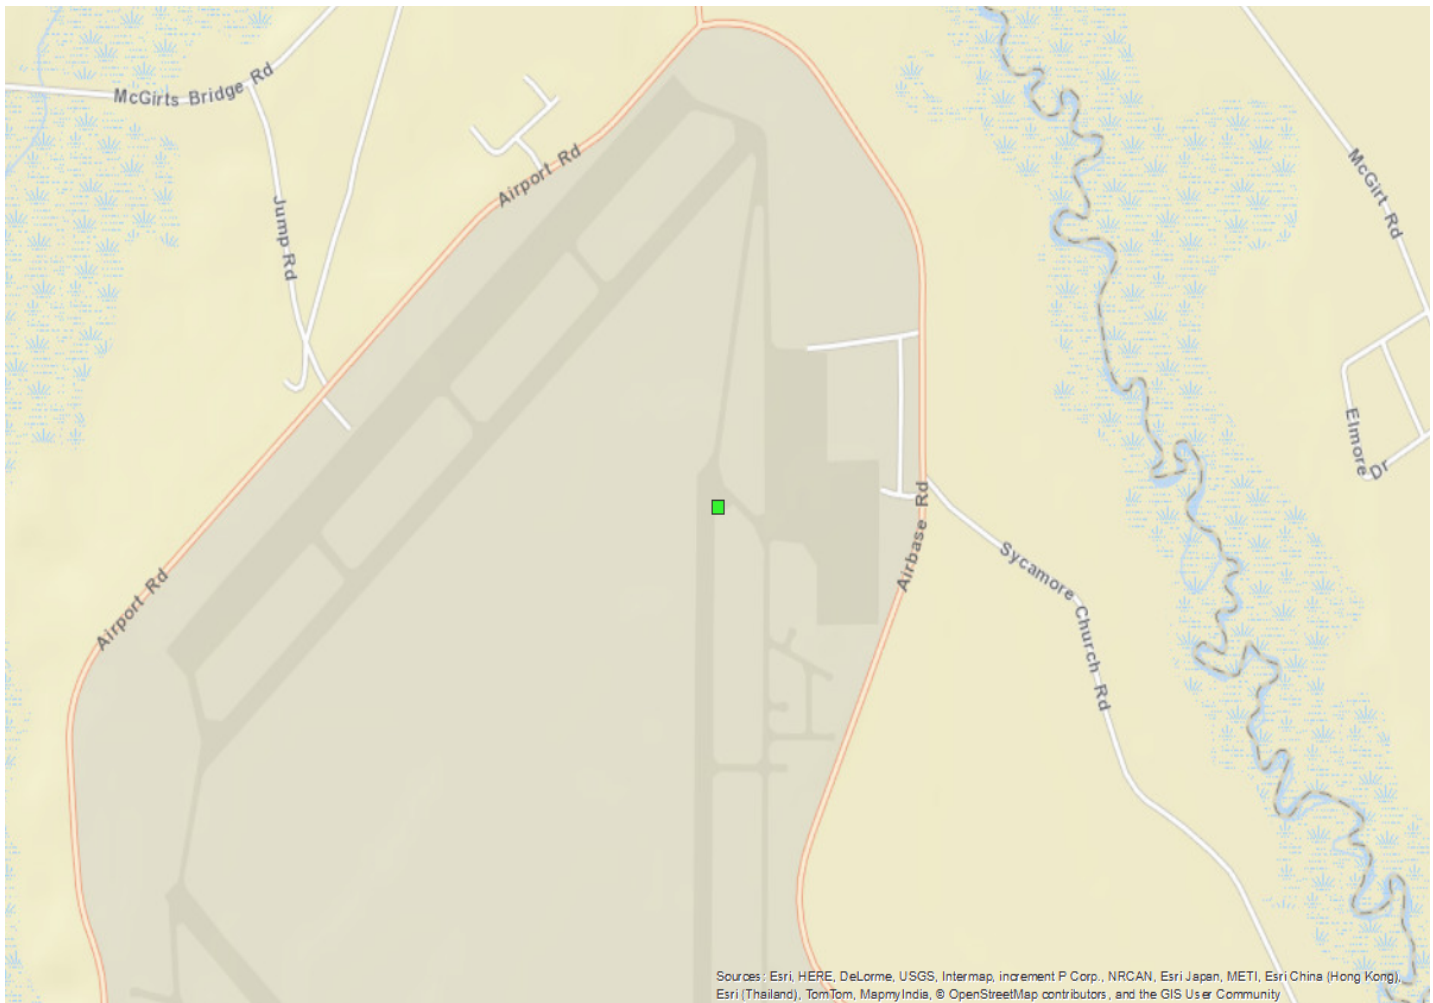 McGirts Bridge Rd
Airport Rd
Jump Rd
McGirt Rd
Elmore Dr
Airbase Rd
Sycamore Church Rd
Airport Rd
Sources: Esri, HERE, DeLorme, USGS, Intermap, increment P Corp., NRCAN, Esri Japan, METI, Esri China (Hong Kong),
Esri (Thailand), TomTom, MapmyIndia, © OpenStreetMap contributors, and the GIS User Community